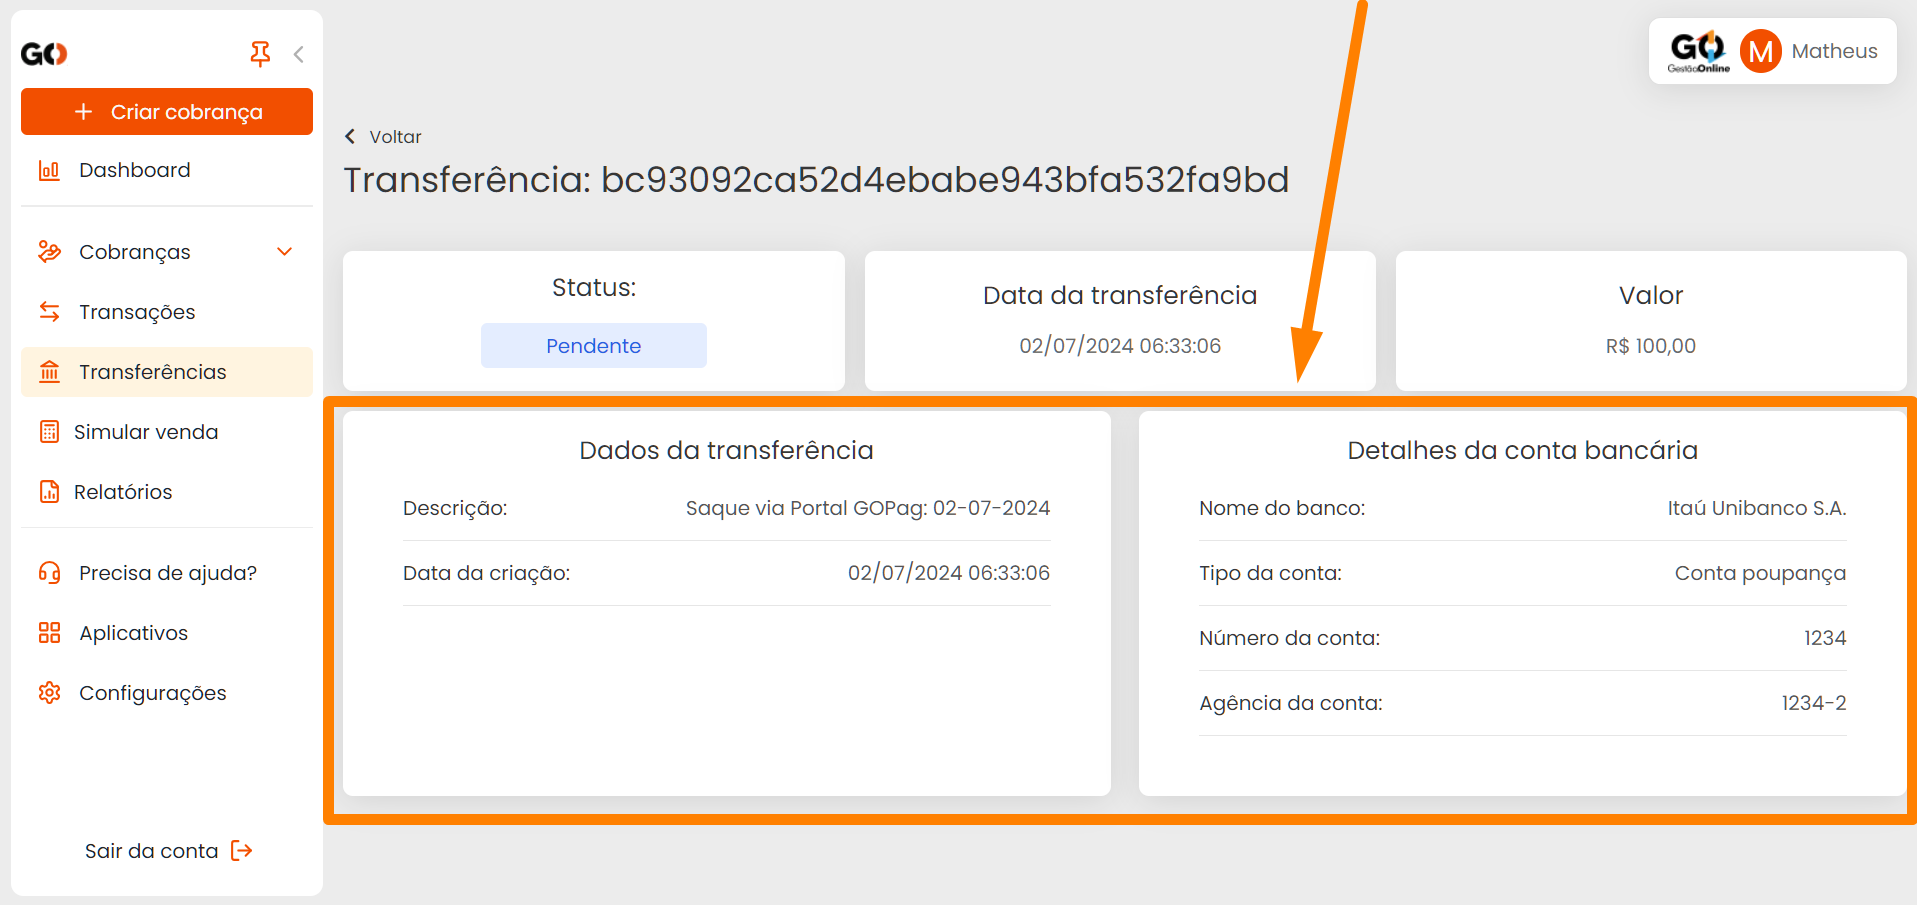 GO
Criar cobrança
Dashboard
Cobranças
Transações
Transferências
Simular venda
Relatórios
Precisa de ajuda?
Aplicativos
Configurações
Sair da conta
GO
GestãoOnline
M
Matheus
Voltar
Transferência: bc93092ca52d4ebabe943bfa532fa9bd
Status:
Pendente
Data da transferência
02/07/2024 06:33:06
Valor
R$ 100,00
Dados da transferência
Descrição: Saque via Portal GOPag: 02-07-2024
Data da criação: 02/07/2024 06:33:06
Detalhes da conta bancária
Nome do banco: Itaú Unibanco S.A.
Tipo da conta: Conta poupança
Número da conta: 1234
Agência da conta: 1234-2